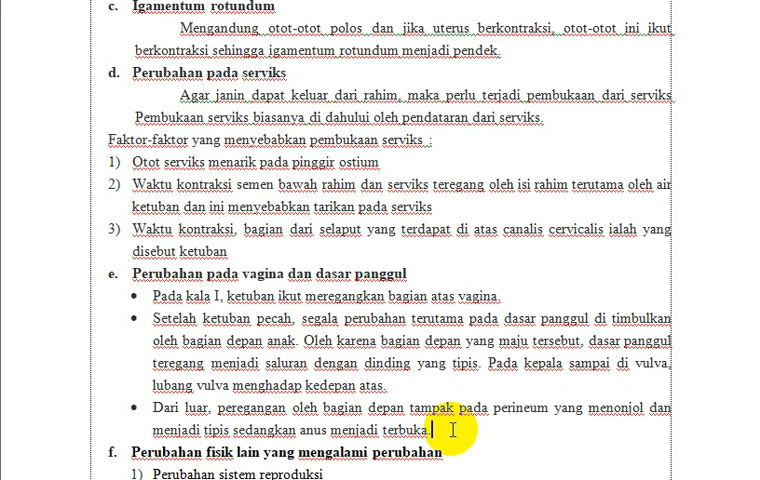 c. Igamentum rotundum
Mengandung otot-otot polos dan jika uterus berkontraksi, otot-otot ini ikut
berkontraksi sehingga igamentum rotundum menjadi pendek.
d. Perubahan pada serviks
Agar janin dapat keluar dari rahim, maka perlu terjadi pembukaan dari serviks.
Pembukaan serviks biasanya di dahului oleh pendataran dari serviks.
Faktor-faktor yang menyebabkan pembukaan serviks :
1) Otot serviks menarik pada pinggir ostium
2) Waktu kontraksi semen bawah rahim dan serviks teregang oleh isi rahim terutama oleh air
ketuban dan ini menyebabkan tarikan pada serviks
3) Waktu kontraksi, bagian dari selaput yang terdapat di atas canalis cervicalis ialah yang
disebut ketuban
e. Perubahan pada vagina dan dasar panggul
• Pada kala I, ketuban ikut meregangkan bagian atas vagina.
• Setelah ketuban pecah, segala perubahan terutama pada dasar panggul di timbulkan
oleh bagian depan anak. Oleh karena bagian depan yang maju tersebut, dasar panggul
teregang menjadi saluran dengan dinding yang tipis. Pada kepala sampai di vulva,
lubang vulva menghadap kedepan atas.
• Dari luar, peregangan oleh bagian depan tampak pada perineum yang menonjol dan
menjadi tipis sedangkan anus menjadi terbuka.
f. Perubahan fisik lain yang mengalami perubahan
1) Perubahan sistem reproduksi